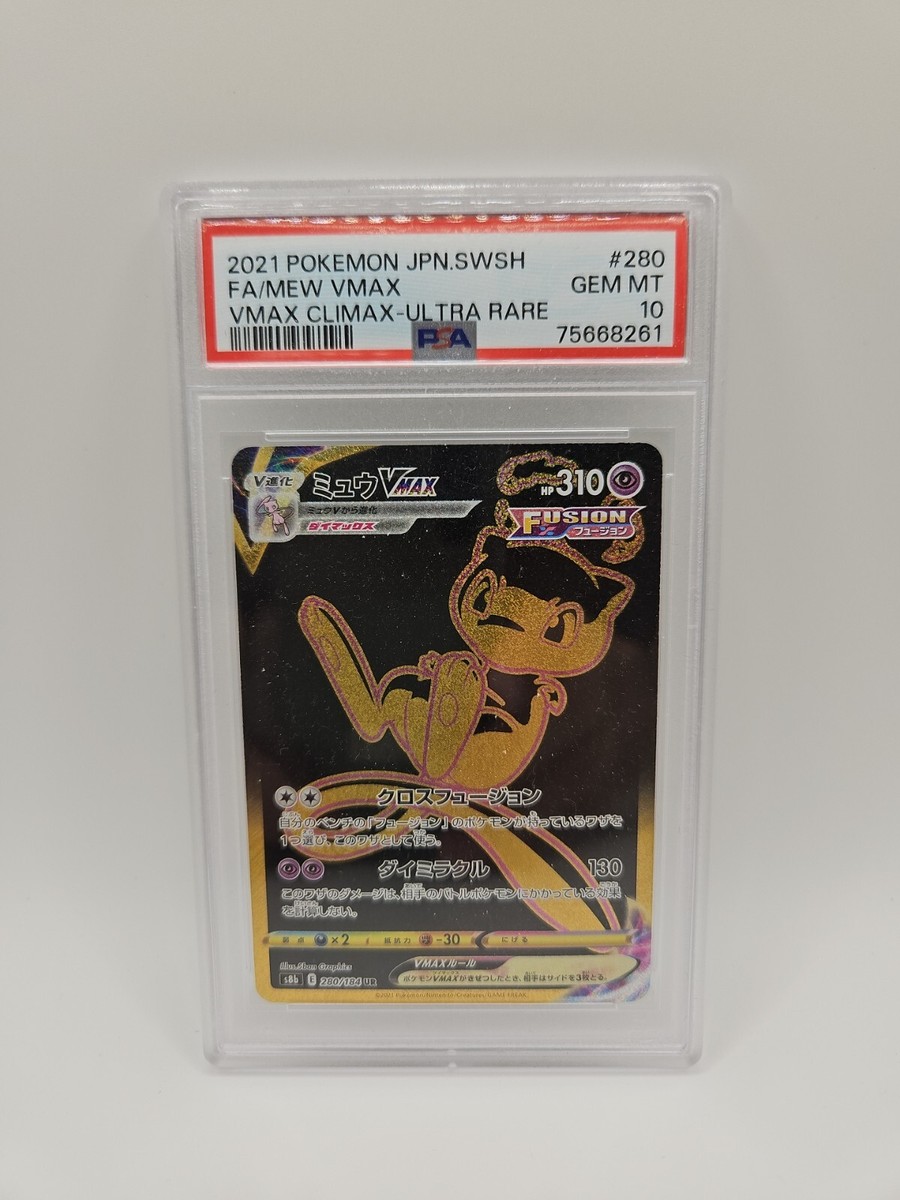 2021 POKEMON JPN.SWSH #280
FA/MEW VMAX GEM MT
VMAX CLIMAX-ULTRA RARE 10
PSA 75668261
V進化 ミュウVMAX HP310
ミュウVから進化
ダイマックス
FUSION
フュージョン
クロスフュージョン
自分のベンチの「フュージョン」のポケモンが持っているワザを
1つ選び、このワザとして使う。
ダイミラクル 130
このワザのダメージは、相手のバトルポケモンにかかっている効果
を計算しない。
弱点 ×2 抵抗力 -30 にげる
Illus.5ban Graphics
VMAXルール
s8b E 280/184 UR
ポケモンVMAXがきぜつしたとき、相手はサイドを3枚とる。
©2021 Pokémon/Nintendo/Creatures/GAME FREAK